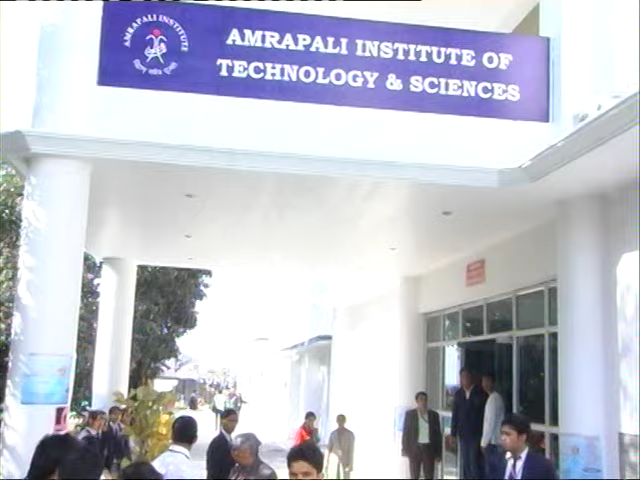 AMRAPALI INSTITUTE
AMRAPALI INSTITUTE OF
TECHNOLOGY & SCIENCES